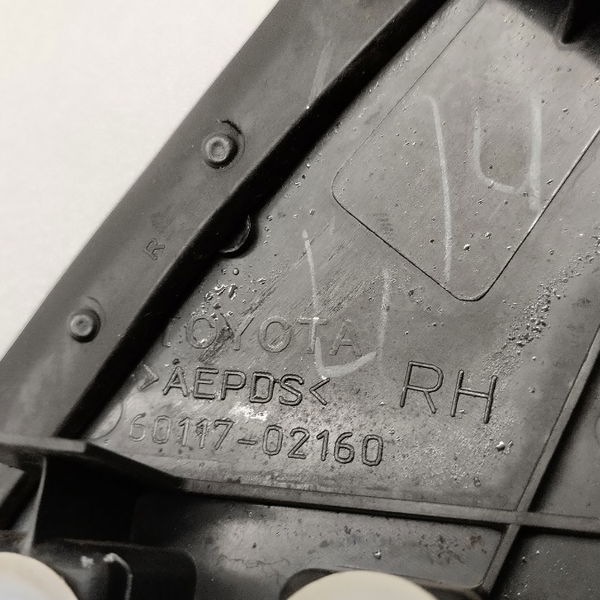 R
TOYOTA
>AEPDS<
RH
60117-02160